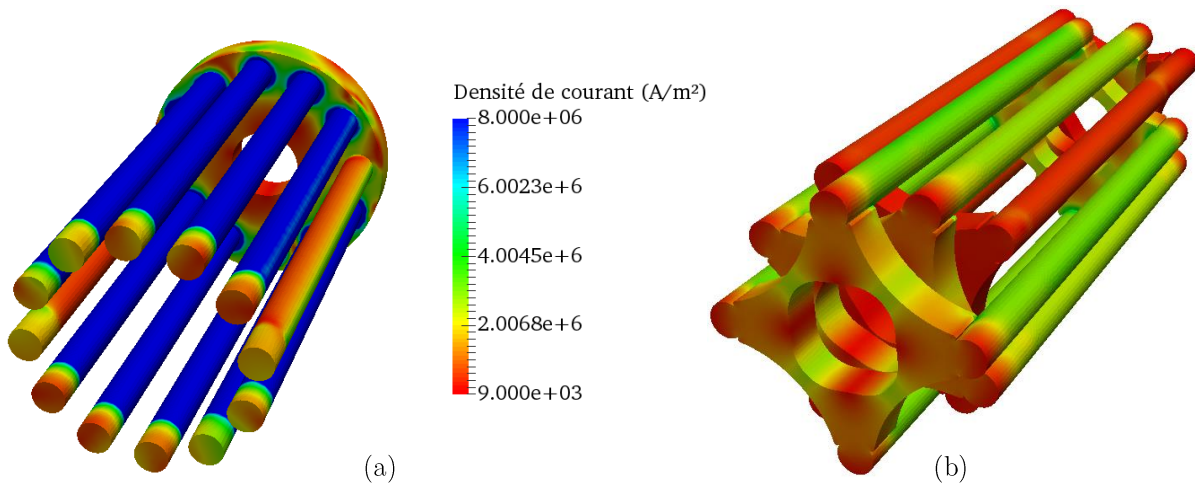 Densité de courant (A/m²)
8.000e+06
6.0023e+6
4.0045e+6
2.0068e+6
9.000e+03
(a)
(b)